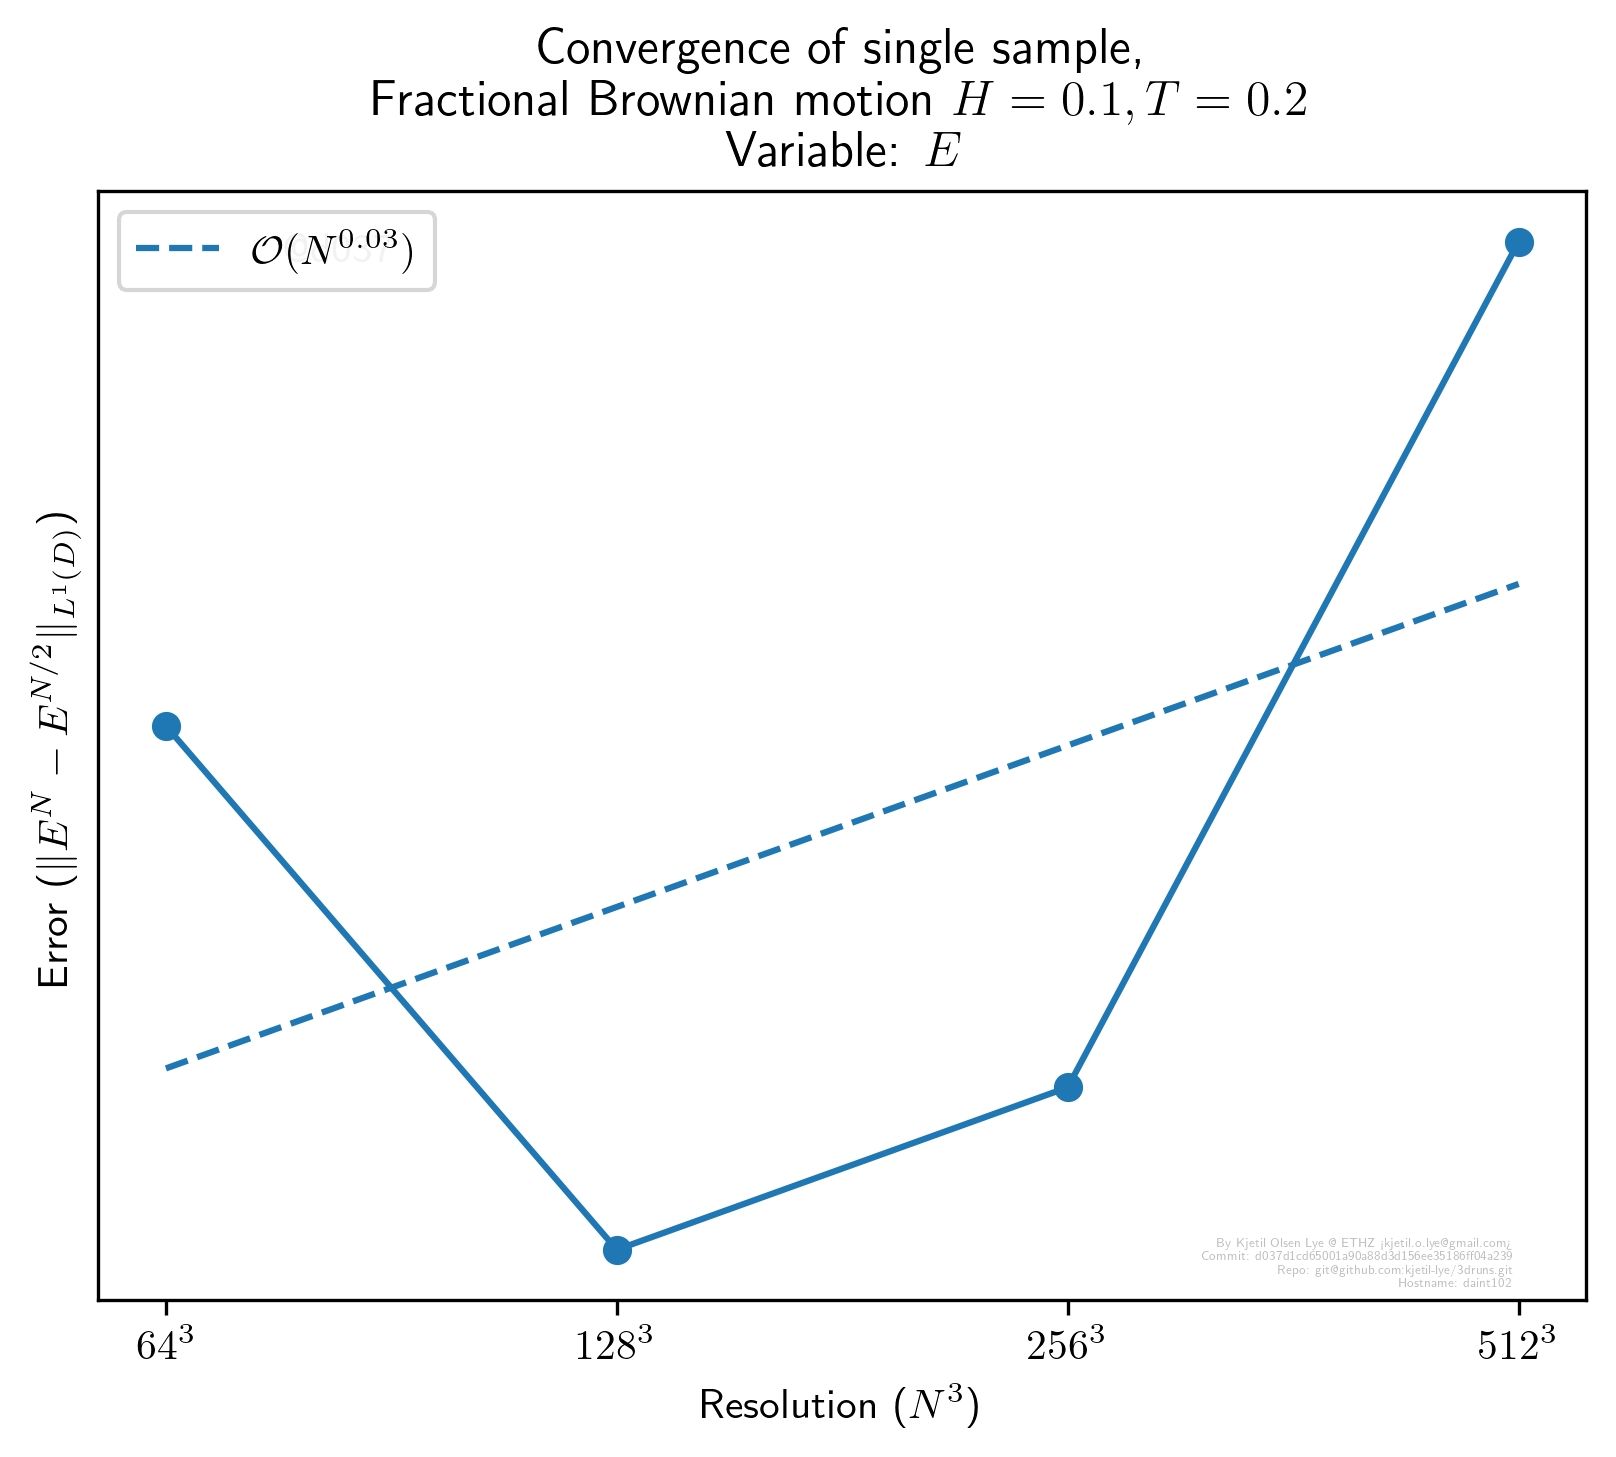 Convergence of single sample,
Fractional Brownian motion H = 0.1, T = 0.2
Variable: E
𝒪(N^0.03)
Error (‖E^N − E^{N/2}‖_{L^1(D)})
64^3 128^3 256^3 512^3
Resolution (N^3)
By Kjetil Olsen Lye @ ETHZ ¡kjetil.o.lye@gmail.com¿
Commit: d037d1cd65001a90a88d3d156ee35186ff04a239
Repo: git@github.com:kjetil-lye/3druns.git
Hostname: daint102